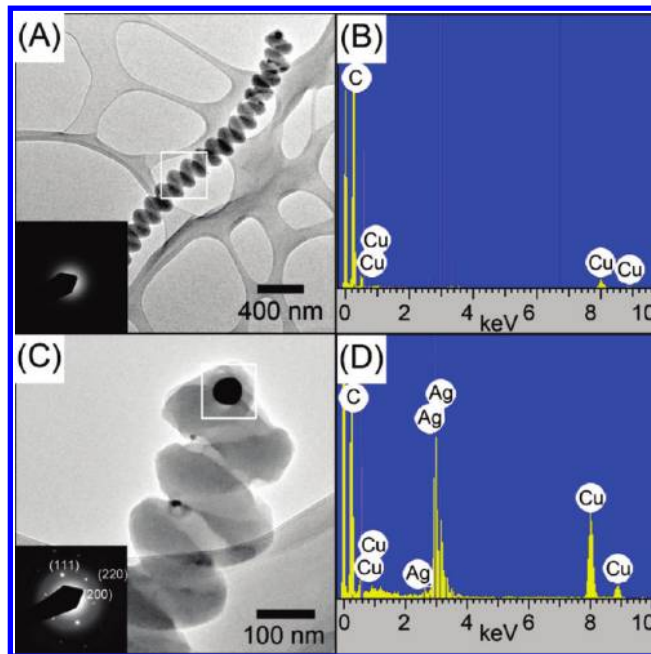 (A)
400 nm
(B)
C
Cu
Cu
Cu
Cu
0 2 4 6 8 10
keV
(C)
(111)
(220)
(200)
100 nm
(D)
C
Ag
Ag
Cu
Cu
Cu
Ag
Cu
0 2 4 6 8 10
keV